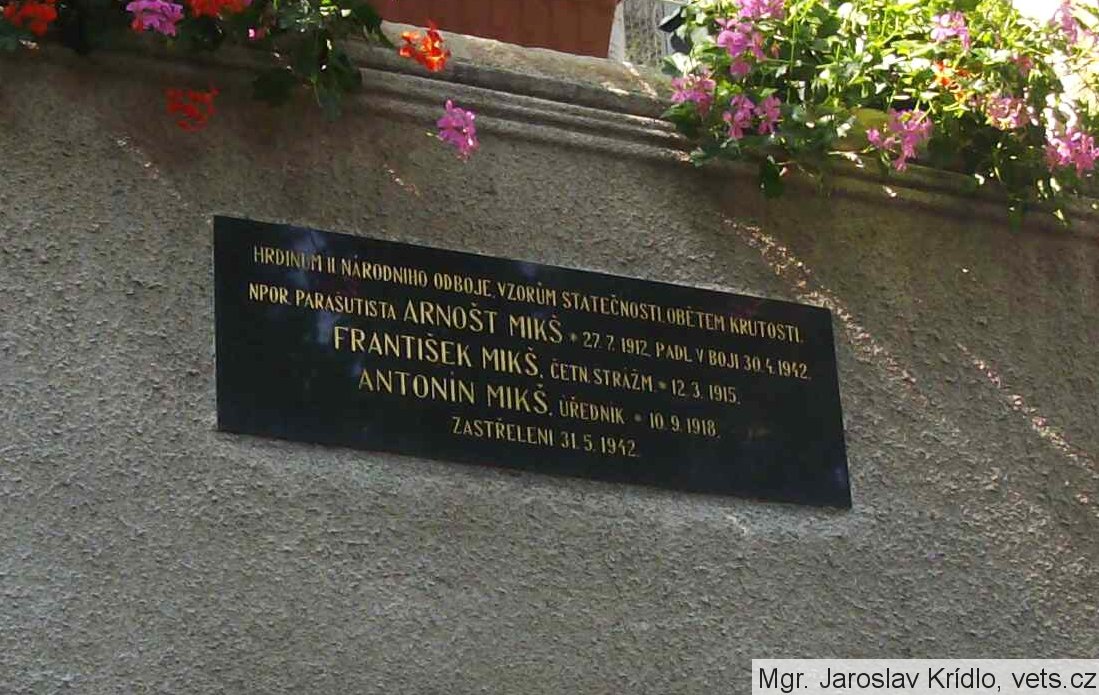 HRDINŮM II. NÁRODNÍHO ODBOJE, VZORŮM STATEČNOSTI, OBĚTEM KRUTOSTI.
NPOR. PARAŠUTISTA ARNOŠT MIKŠ * 27. 7. 1912, PADL V BOJI 30. 4. 1942,
FRANTIŠEK MIKŠ, ČETN. STRÁŽM. * 12. 3. 1915,
ANTONÍN MIKŠ, ÚŘEDNÍK * 10. 9. 1918,
ZASTŘELENI 31. 5. 1942.
Mgr. Jaroslav Krídlo, vets.cz